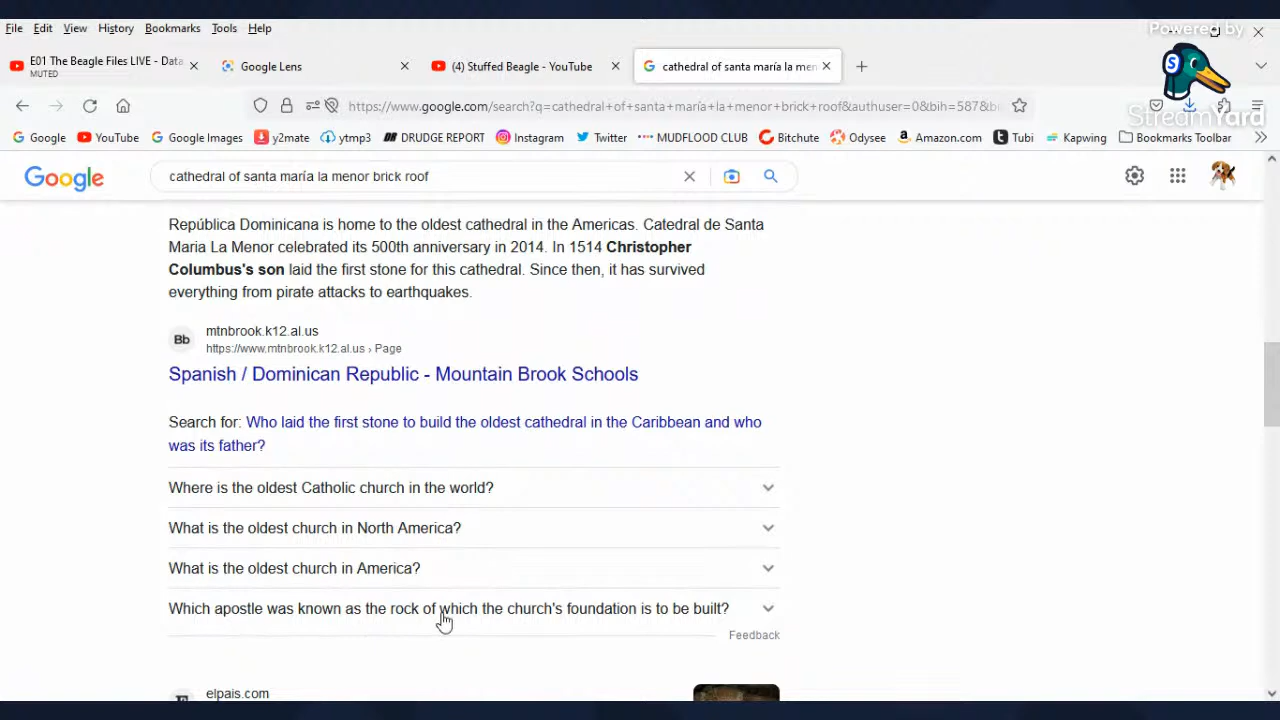 File Edit View History Bookmarks Tools Help
Powered by
E01 The Beagle Files LIVE - Data
MUTED
Google Lens
(4) Stuffed Beagle - YouTube
cathedral of santa maría la men
S
StreamYard
https://www.google.com/search?q=cathedral+of+santa+maría+la+menor+brick+roof&authuser=0&bih=587&b
Google YouTube Google Images y2mate ytmp3 DRUDGE REPORT Instagram Twitter MUDFLOOD CLUB Bitchute Odysee Amazon.com Tubi Kapwing Bookmarks Toolbar
Google
cathedral of santa maría la menor brick roof
República Dominicana is home to the oldest cathedral in the Americas. Catedral de Santa
Maria La Menor celebrated its 500th anniversary in 2014. In 1514 Christopher
Columbus's son laid the first stone for this cathedral. Since then, it has survived
everything from pirate attacks to earthquakes.
Bb
mtnbrook.k12.al.us
https://www.mtnbrook.k12.al.us › Page
Spanish / Dominican Republic - Mountain Brook Schools
Search for: Who laid the first stone to build the oldest cathedral in the Caribbean and who
was its father?
Where is the oldest Catholic church in the world?
What is the oldest church in North America?
What is the oldest church in America?
Which apostle was known as the rock of which the church's foundation is to be built?
Feedback
elpais.com